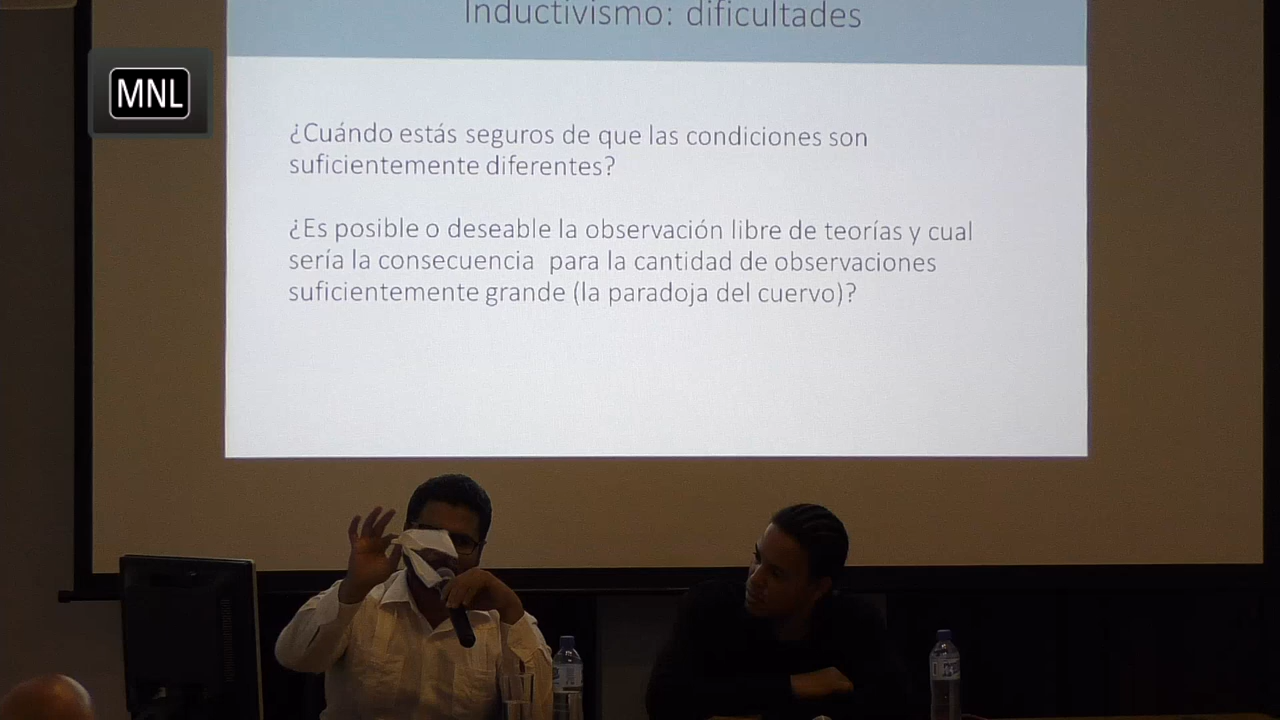 Inductivismo: dificultades
MNL
¿Cuándo estás seguros de que las condiciones son
suficientemente diferentes?
¿Es posible o deseable la observación libre de teorías y cual
sería la consecuencia para la cantidad de observaciones
suficientemente grande (la paradoja del cuervo)?